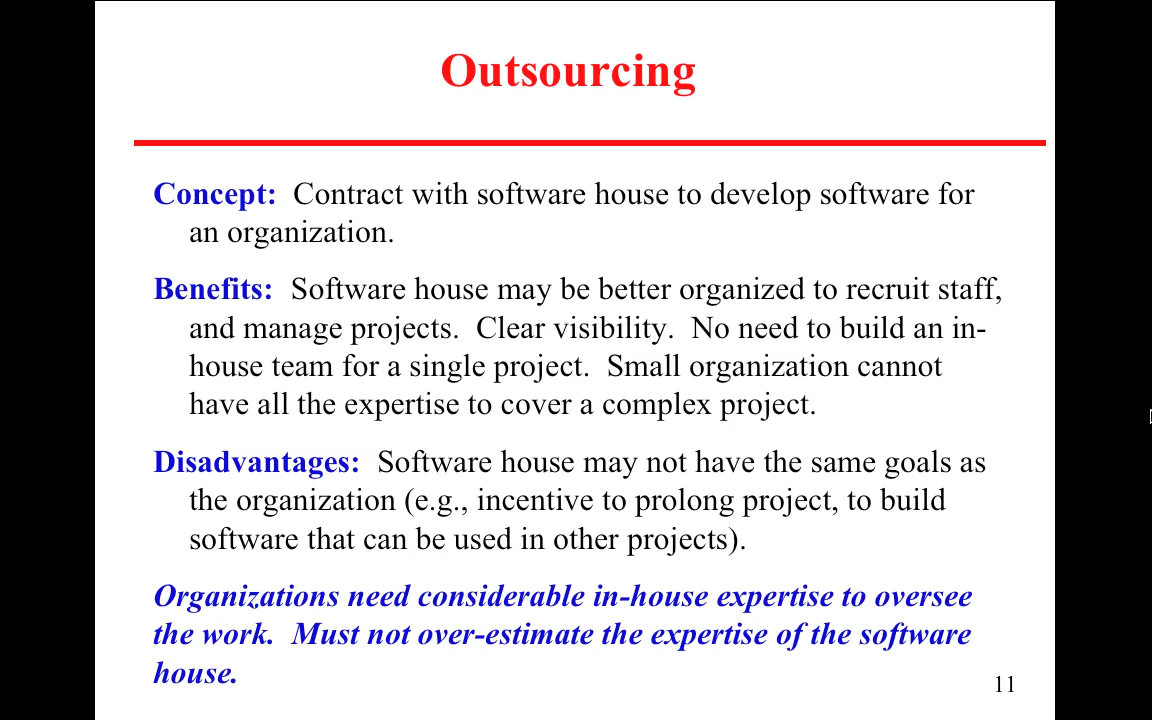 Outsourcing
Concept: Contract with software house to develop software for
an organization.
Benefits: Software house may be better organized to recruit staff,
and manage projects. Clear visibility. No need to build an in-
house team for a single project. Small organization cannot
have all the expertise to cover a complex project.
Disadvantages: Software house may not have the same goals as
the organization (e.g., incentive to prolong project, to build
software that can be used in other projects).
Organizations need considerable in-house expertise to oversee
the work. Must not over-estimate the expertise of the software
house.
11